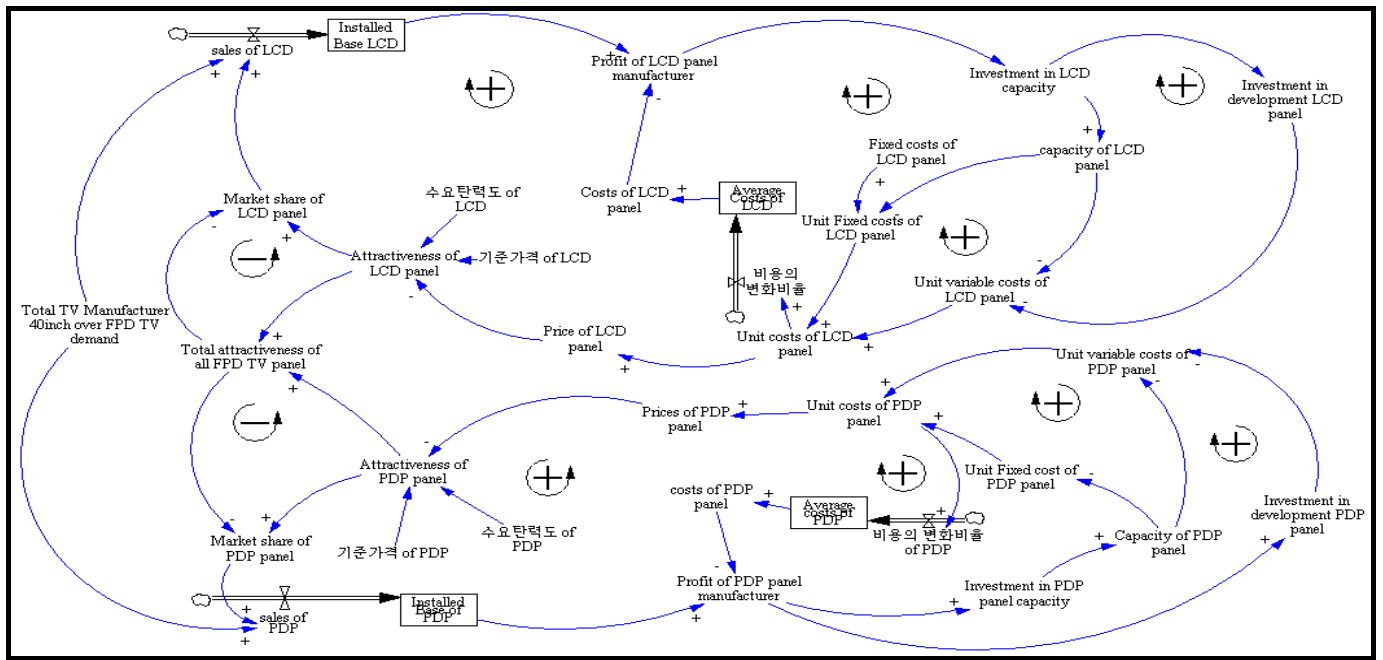 sales of LCD
Installed
Base LCD
Profit of LCD panel
manufacturer
Investment in LCD
capacity
Investment in
development LCD
panel
Fixed costs of
LCD panel
capacity of LCD
panel
Costs of LCD
panel
Average
Costs of
LCD
Market share of
LCD panel
수요탄력도 of
LCD
Unit Fixed costs of
LCD panel
Attractiveness of
LCD panel
기준가격 of LCD
비용의
변화비율
Unit variable costs of
LCD panel
Total TV Manufacturer
40inch over FPD TV
demand
Price of LCD
panel
Unit costs of LCD
panel
Total attractiveness of
all FPD TV panel
Unit variable costs of
PDP panel
Prices of PDP
panel
Unit costs of PDP
panel
Attractiveness of
PDP panel
Unit Fixed cost of
PDP panel
costs of PDP
panel
Average
costs of
PDP
Investment in
development PDP
panel
Market share of
PDP panel
기준가격 of PDP
수요탄력도 of
PDP
비용의 변화비율
of PDP
Capacity of PDP
panel
Profit of PDP panel
manufacturer
Investment in PDP
panel capacity
sales of
PDP
Installed
Base of
PDP